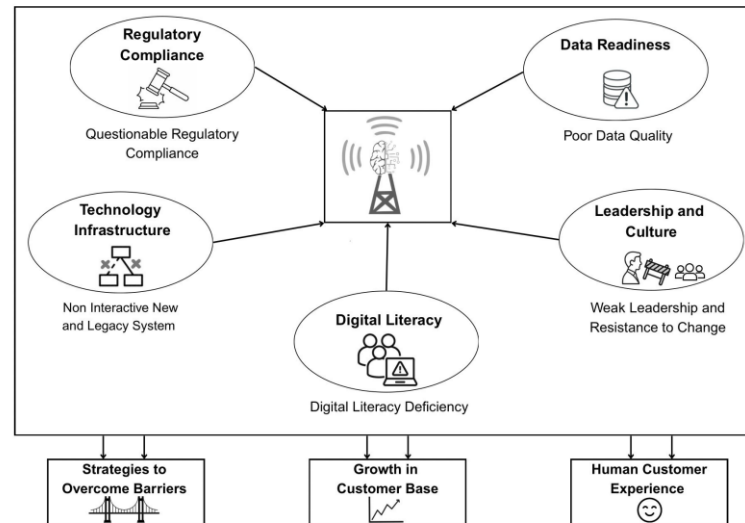 Regulatory
Compliance
Questionable Regulatory
Compliance
Data Readiness
Poor Data Quality
Technology
Infrastructure
Non Interactive New
and Legacy System
Leadership and
Culture
Weak Leadership and
Resistance to Change
Digital Literacy
Digital Literacy Deficiency
Strategies to
Overcome Barriers
Growth in
Customer Base
Human Customer
Experience